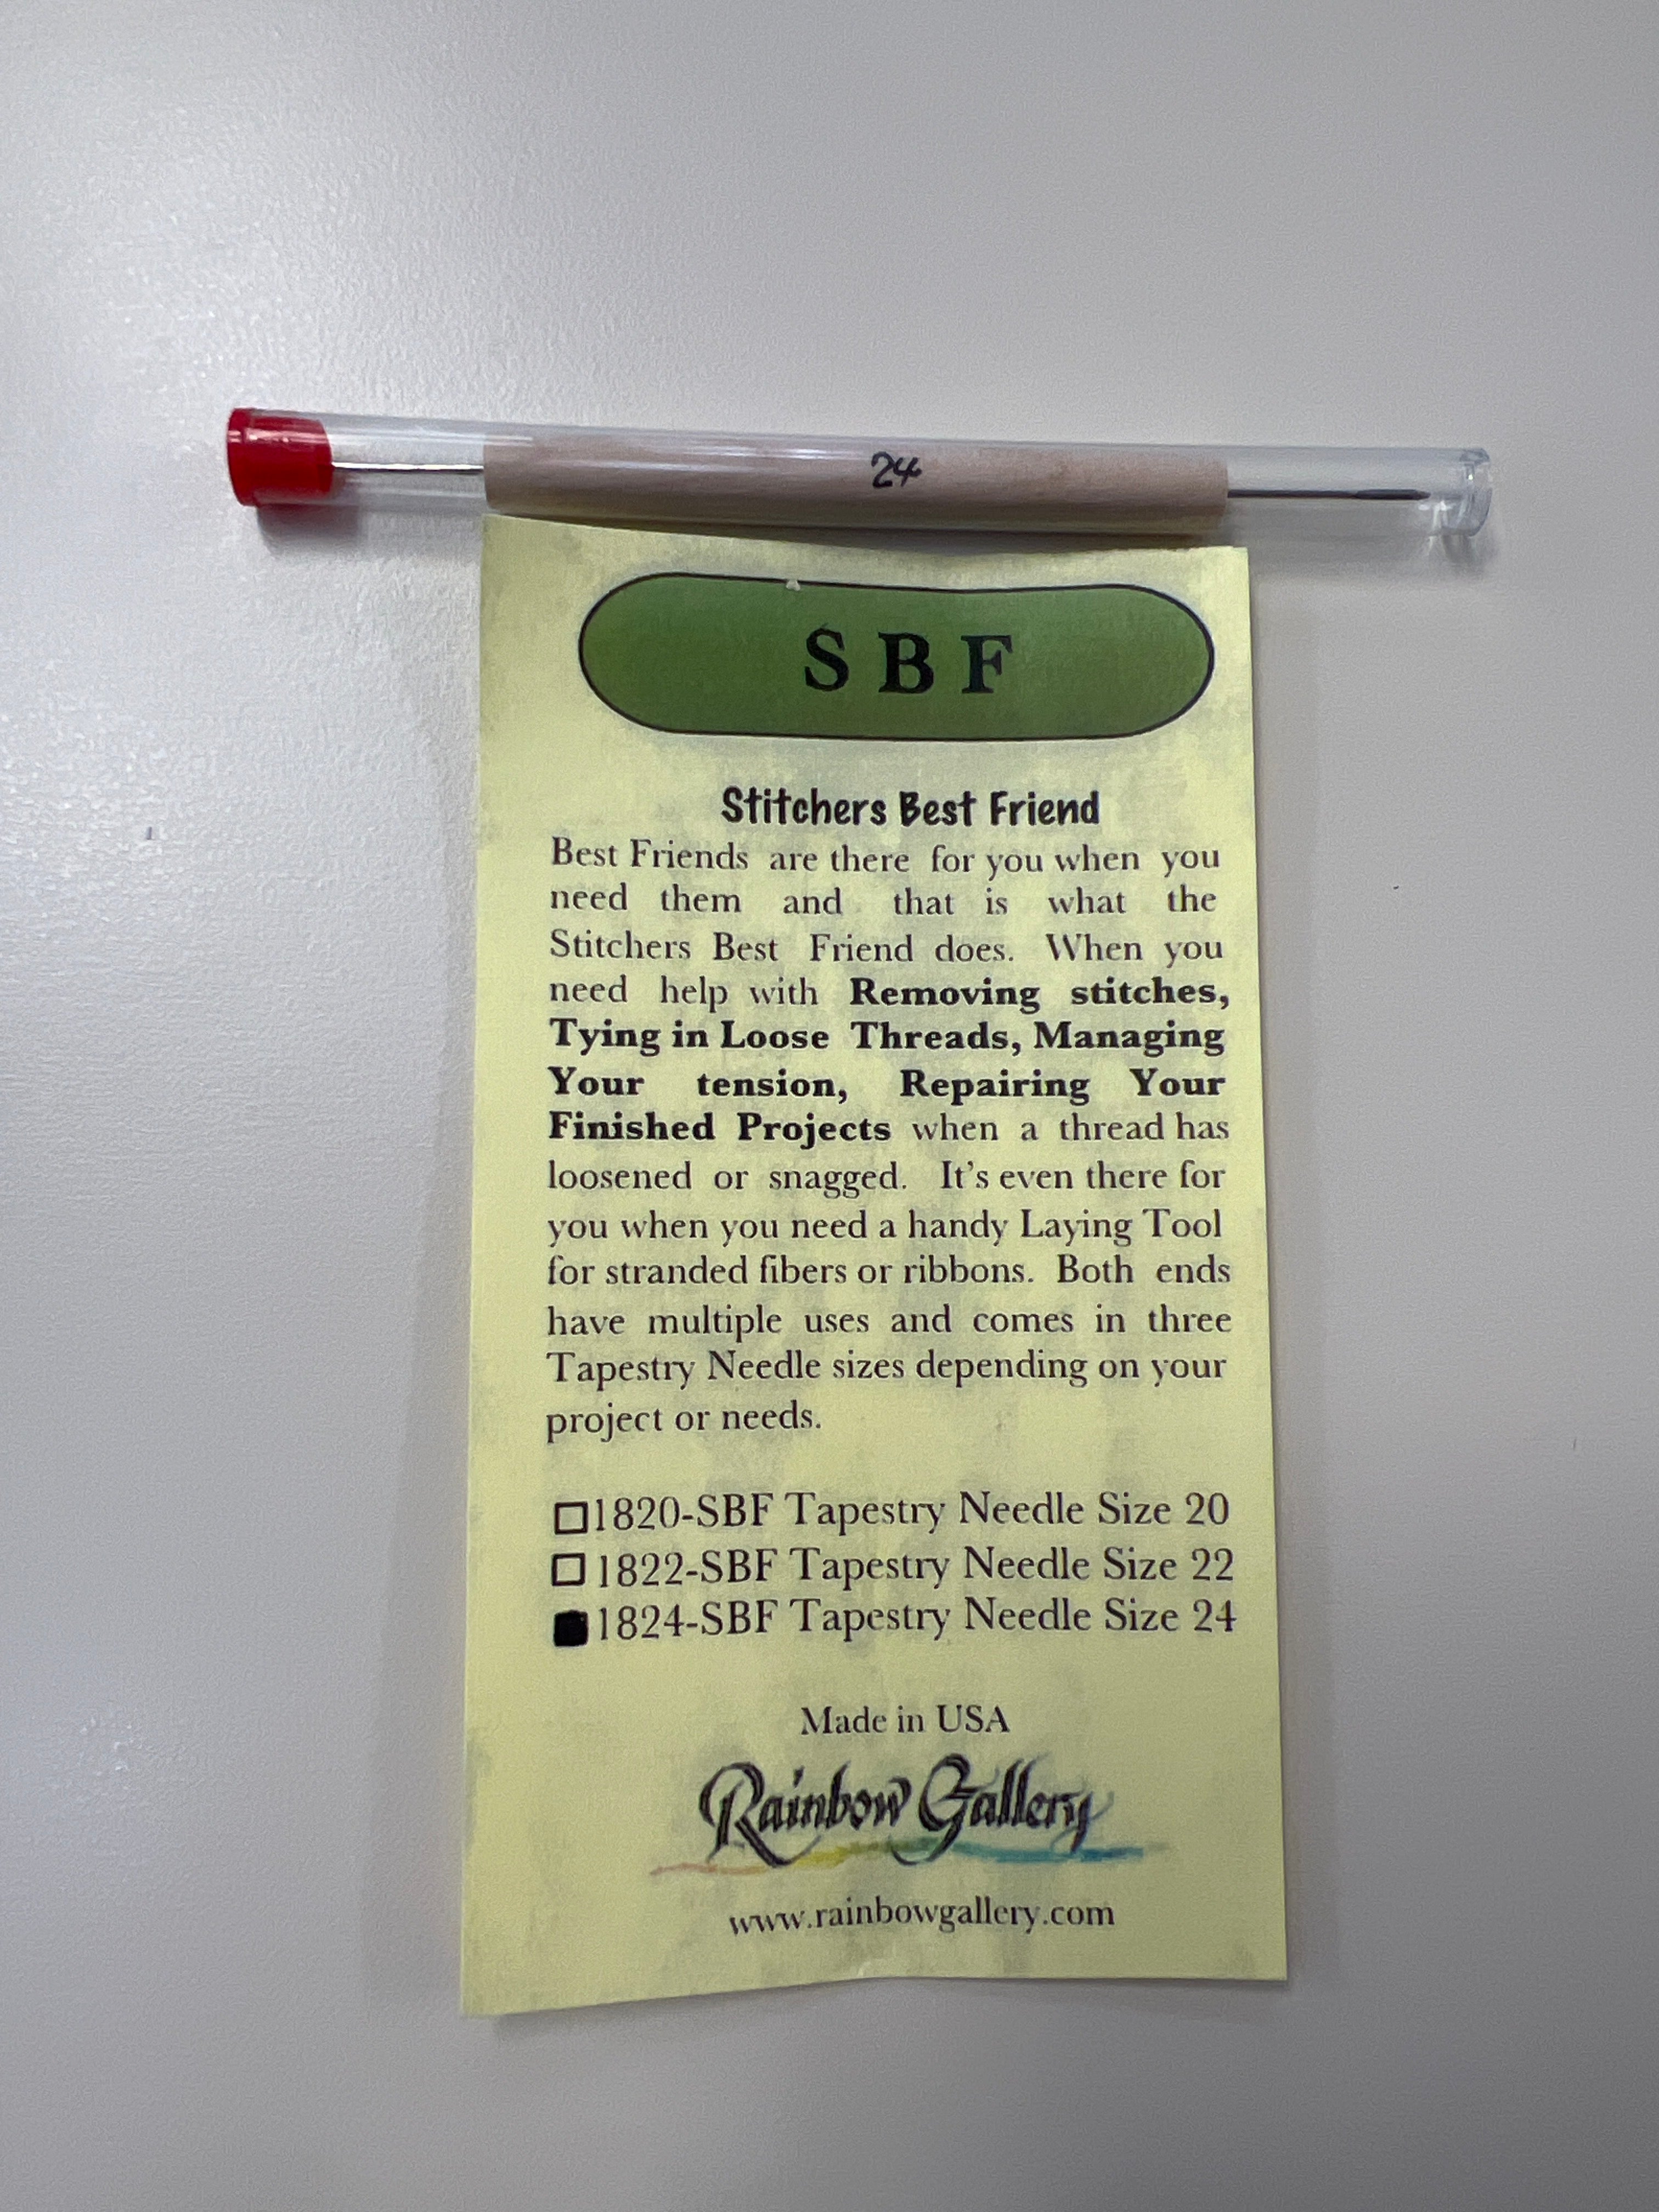 24
SBF
Stitchers Best Friend
Best Friends are there for you when you
need them and that is what the
Stitchers Best Friend does. When you
need help with Removing stitches,
Tying in Loose Threads, Managing
Your tension, Repairing Your
Finished Projects when a thread has
loosened or snagged. It's even there for
you when you need a handy Laying Tool
for stranded fibers or ribbons. Both ends
have multiple uses and comes in three
Tapestry Needle sizes depending on your
project or needs.
☐1820-SBF Tapestry Needle Size 20
☐1822-SBF Tapestry Needle Size 22
■1824-SBF Tapestry Needle Size 24
Made in USA
Rainbow Gallery
www.rainbowgallery.com